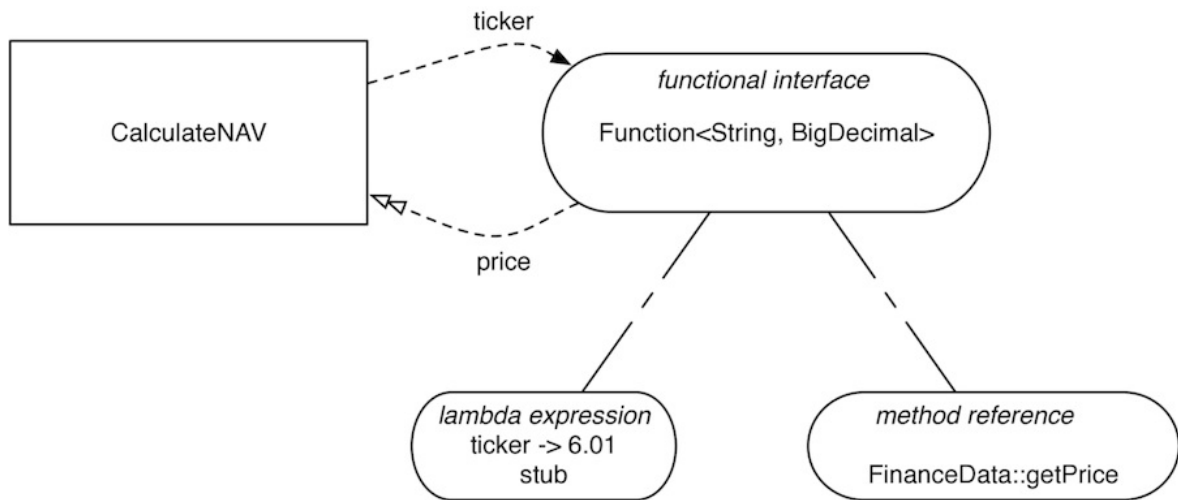 ticker
CalculateNAV
functional interface
Function<String, BigDecimal>
price
lambda expression
ticker -> 6.01
stub
method reference
FinanceData::getPrice